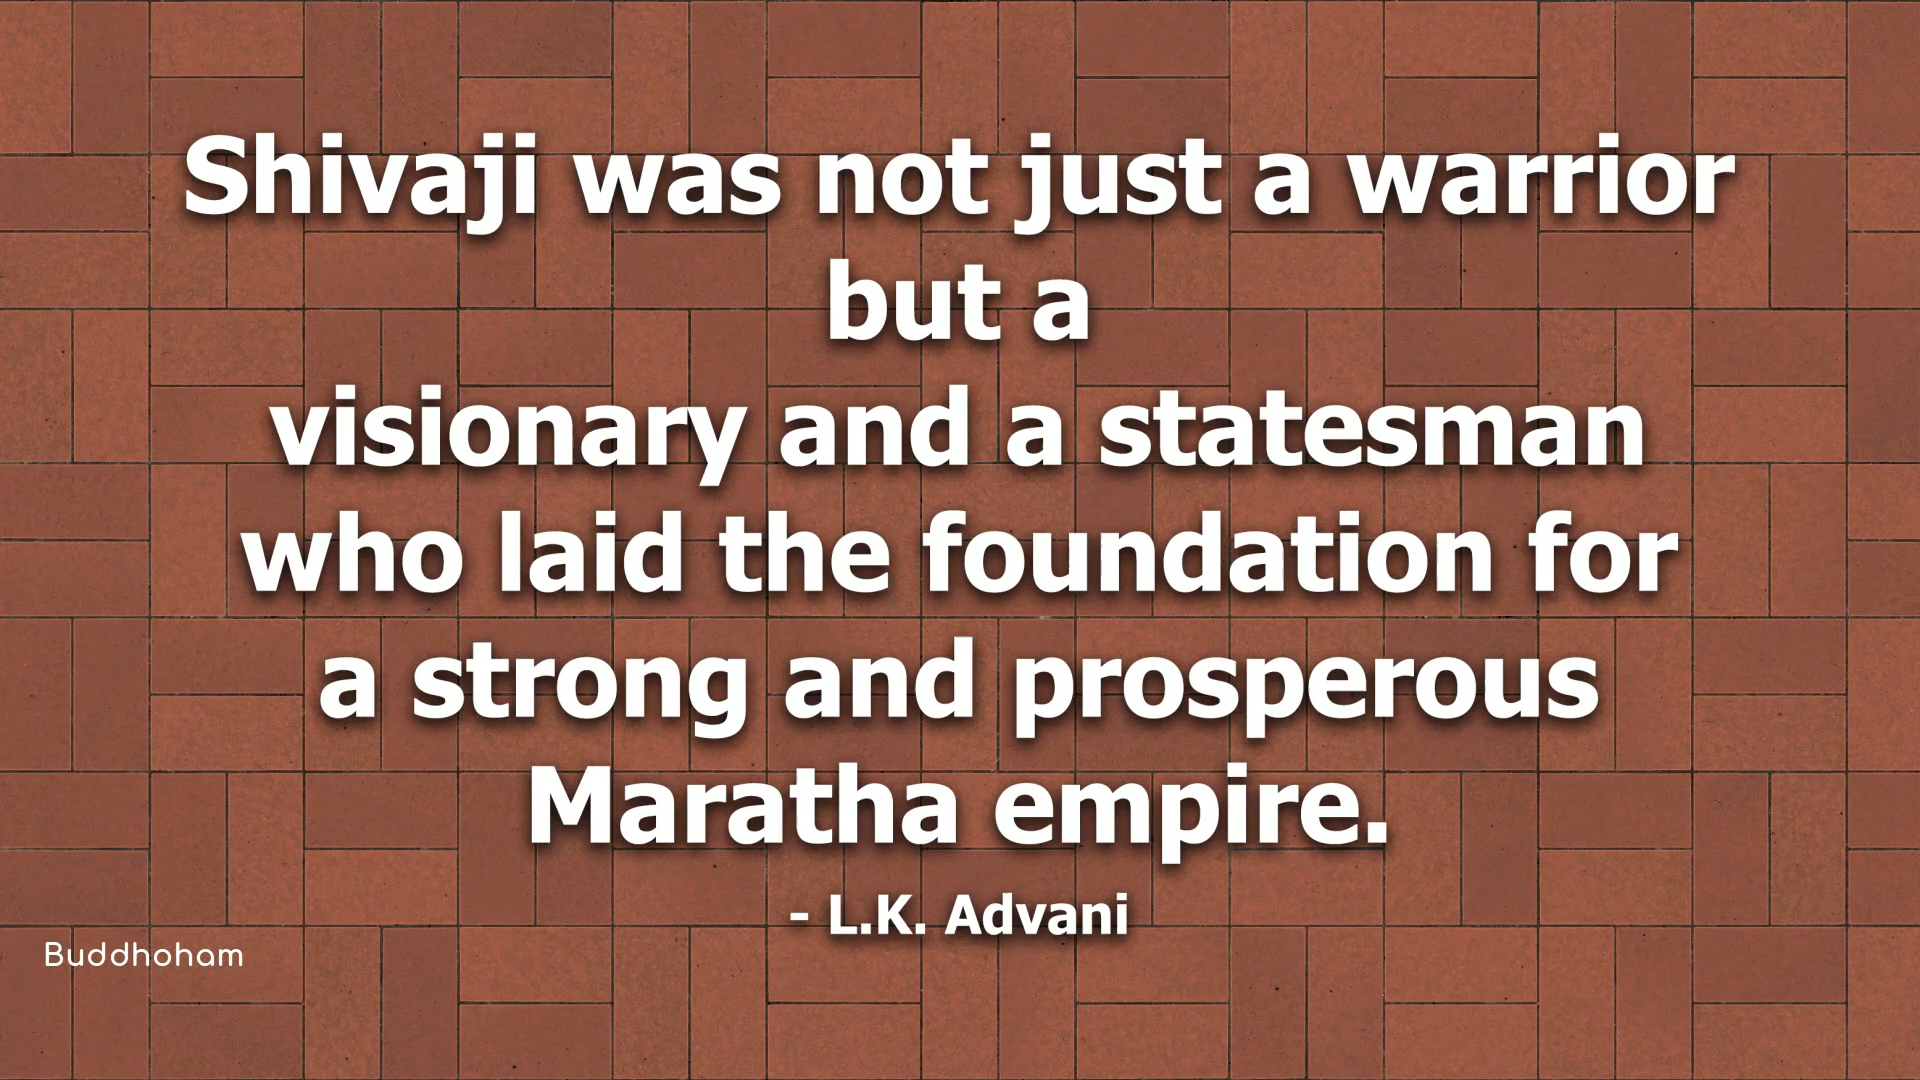 Shivaji was not just a warrior
but a
visionary and a statesman
who laid the foundation for
a strong and prosperous
Maratha empire.
- L.K. Advani
Buddhoham